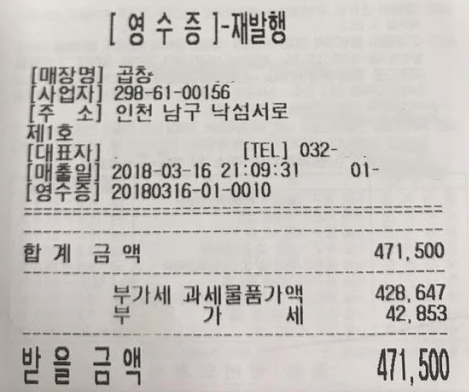 [ 영 수 증 ]-재발행
[매장명] 곱창
[사업자] 298-61-00156
[주 소] 인천 남구 낙섬서로
제1호
[대표자] [TEL] 032-
[매출일] 2018-03-16 21:09:31 01-
[영수증] 20180316-01-0010
합 계 금 액 471,500
부가세 과세물품가액 428,647
부 가 세 42,853
받 을 금 액 471,500